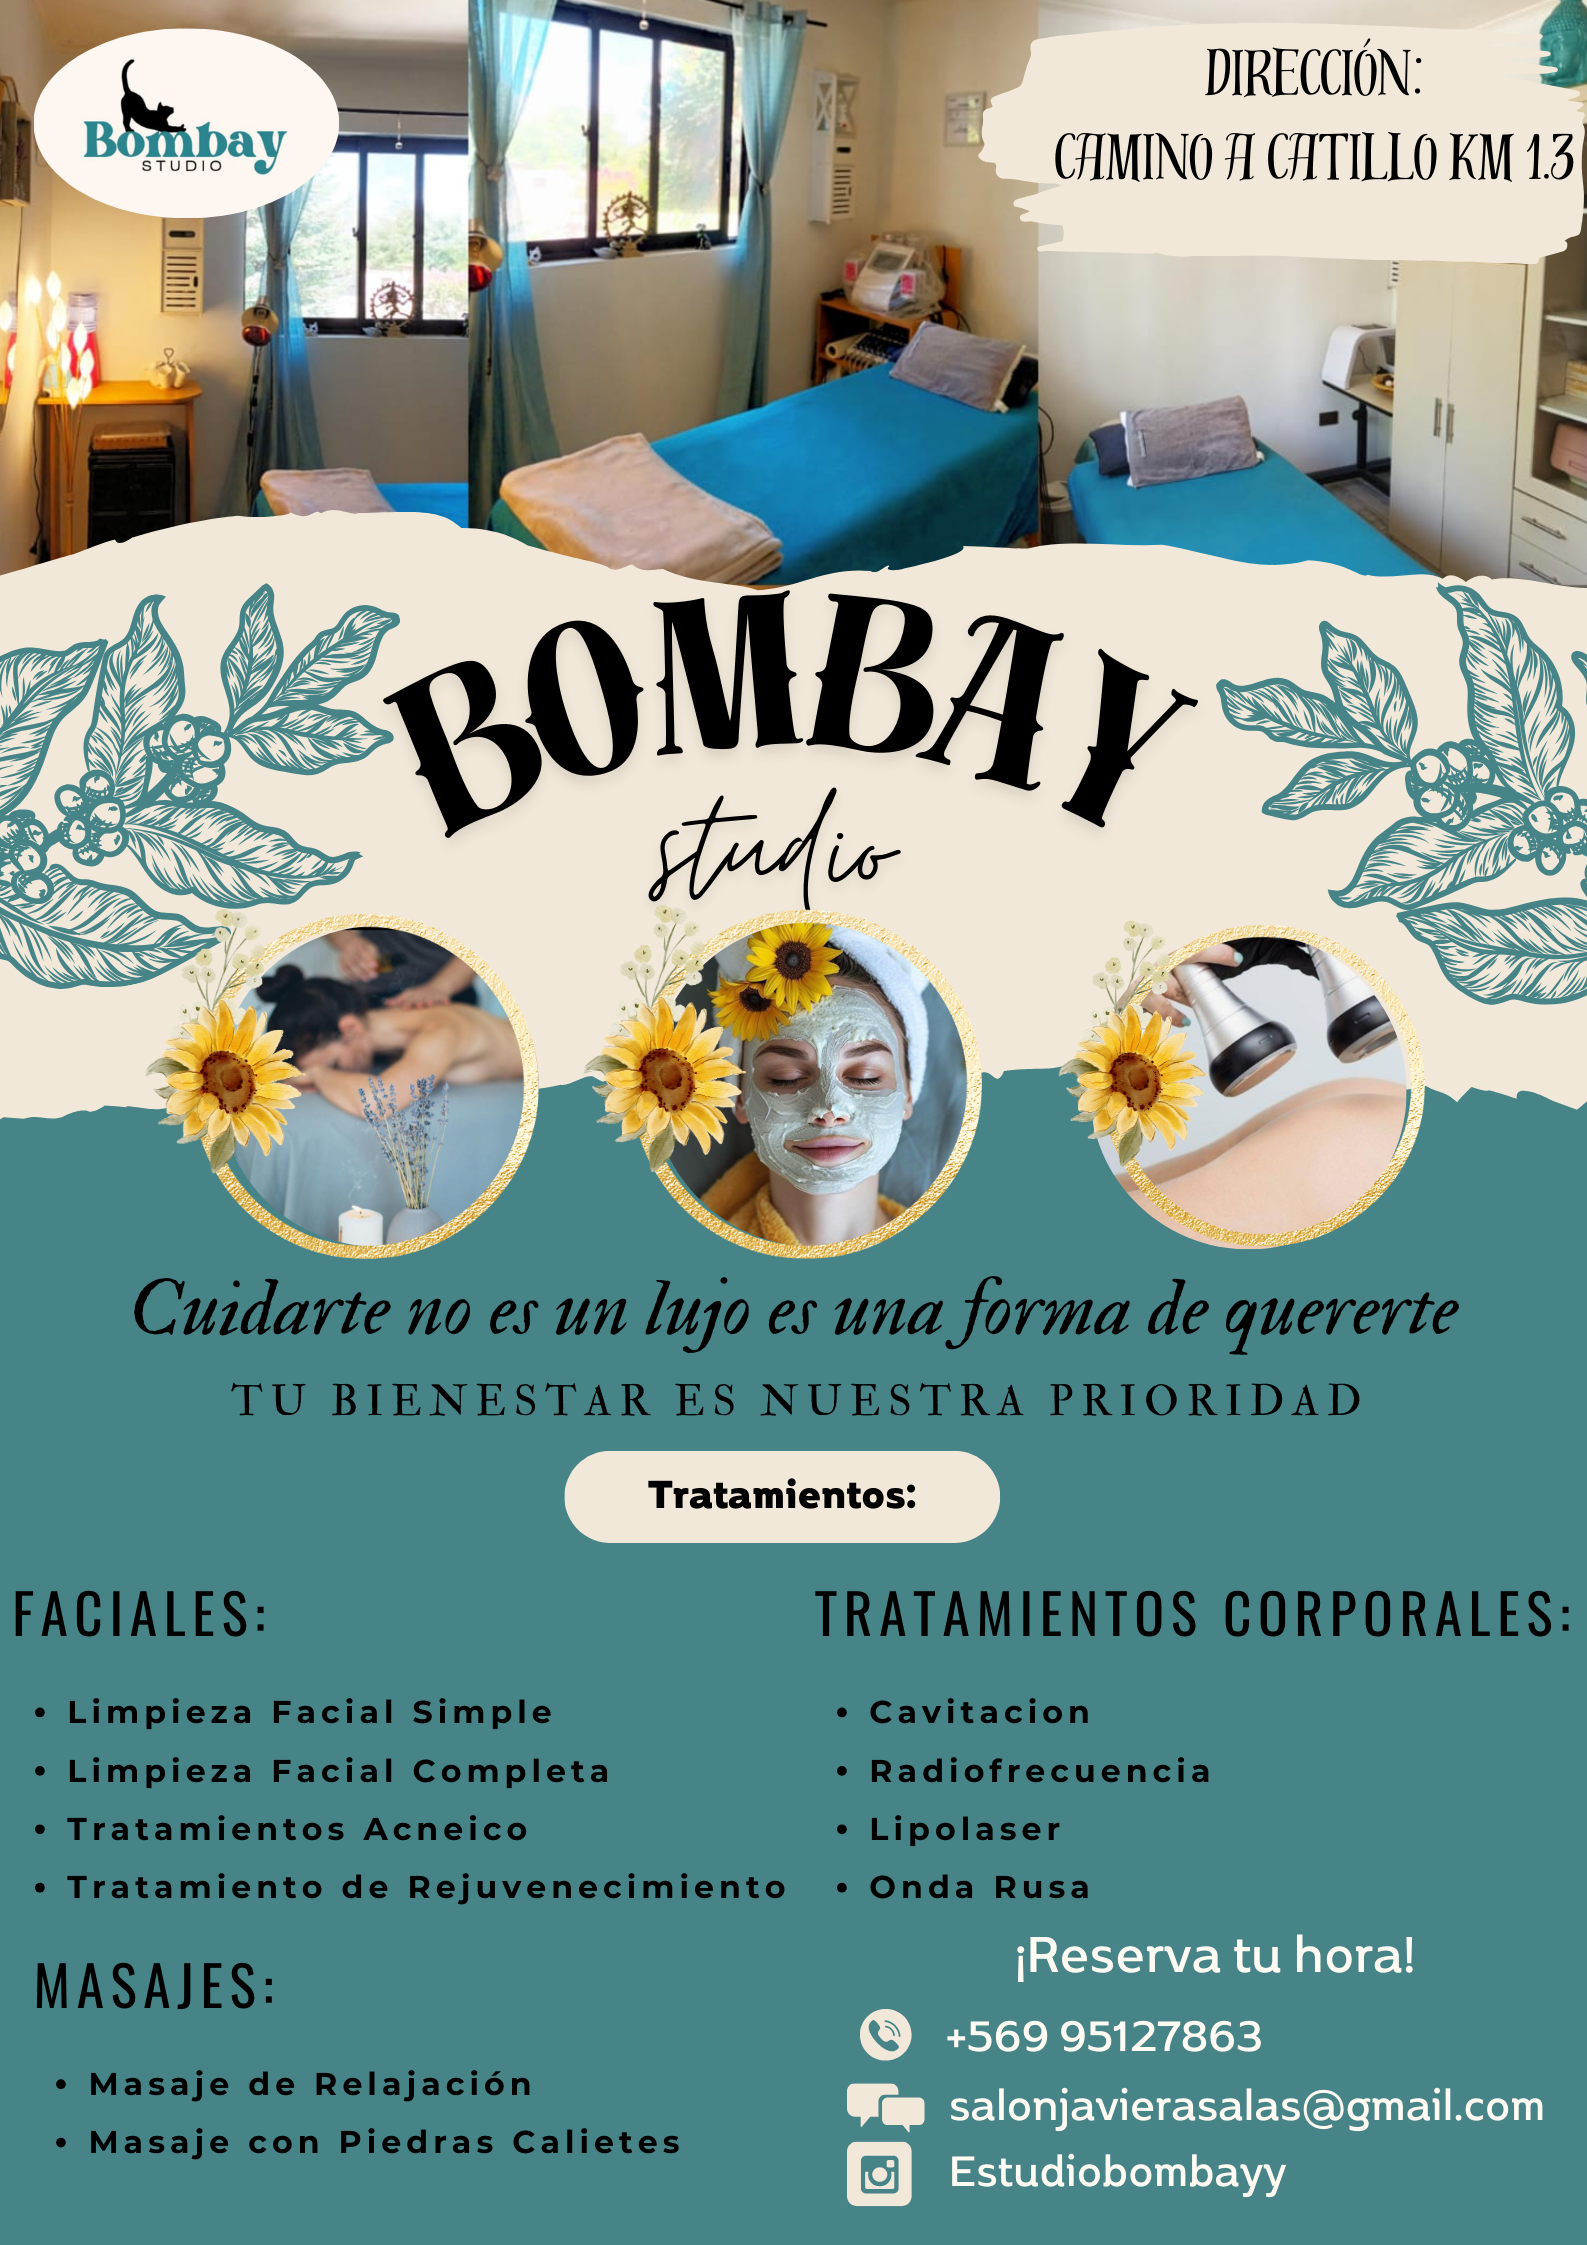 Bombay
STUDIO
DIRECCIÓN:
CAMINO A CATILLO KM 1.3
BOMBAY
studio
Cuidarte no es un lujo es una forma de quererte
TU BIENESTAR ES NUESTRA PRIORIDAD
Tratamientos:
FACIALES:
• Limpieza Facial Simple
• Limpieza Facial Completa
• Tratamientos Acneico
• Tratamiento de Rejuvenecimiento
MASAJES:
• Masaje de Relajación
• Masaje con Piedras Calietes
TRATAMIENTOS CORPORALES:
• Cavitacion
• Radiofrecuencia
• Lipolaser
• Onda Rusa
¡Reserva tu hora!
+569 95127863
salonjavierasalas@gmail.com
Estudiobombayy